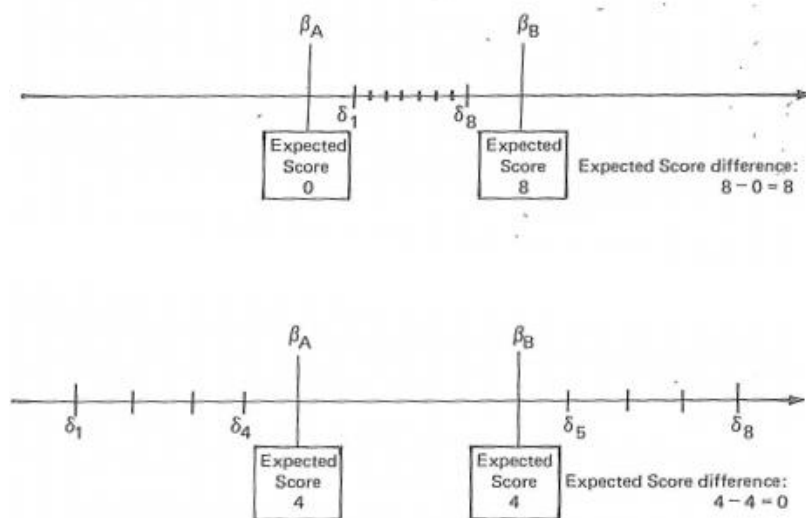 βA βB
δ1 δ8
Expected
Score
0
Expected
Score
8
Expected Score difference:
8 – 0 = 8
βA βB
δ1 δ4 δ5 δ8
Expected
Score
4
Expected
Score
4
Expected Score difference:
4 – 4 = 0